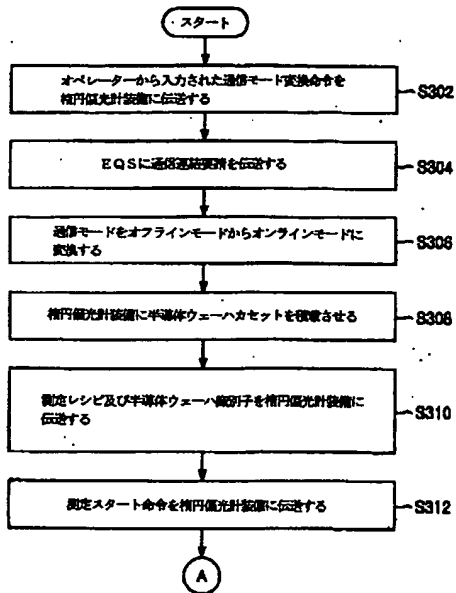 スタート
オペレーターから入力された通信モード変換命令を
楕円偏光計装備に伝送する
S302
EQSに通信連結要請を伝送する
S304
通信モードをオフラインモードからオンラインモードに
変換する
S306
楕円偏光計装備に半導体ウェーハカセットを積載させる
S308
測定レシピ及び半導体ウェーハ識別子を楕円偏光計装備に
伝送する
S310
測定スタート命令を楕円偏光計装備に伝送する
S312
A